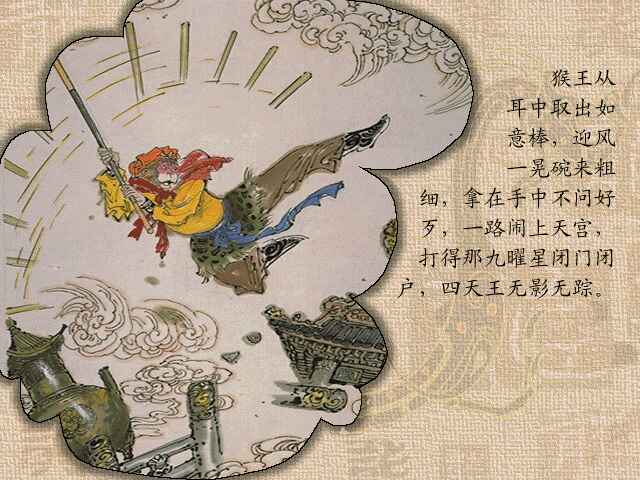 猴王从
耳中取出如
意棒，迎风
一晃碗来粗
细，拿在手中不问好
歹，一路闹上天宫，
打得那九曜星闭门闭
户，四天王无影无踪。